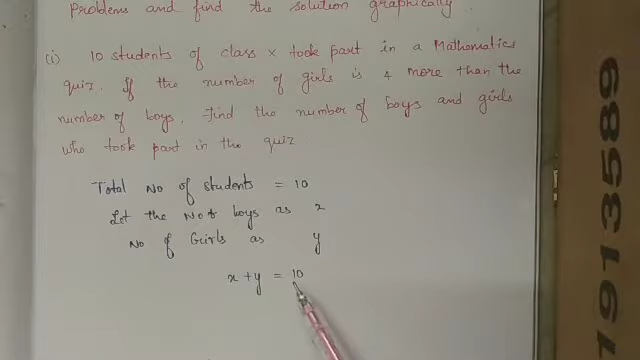 Problems and find the solution graphically.
(i) 10 students of class x took part in a Mathematics
quiz. If the number of girls is 4 more than the
number of boys. Find the number of boys and girls
who took part in the quiz
Total No of students = 10
Let the No of boys as x
No of Girls as y
x + y = 10
9913589